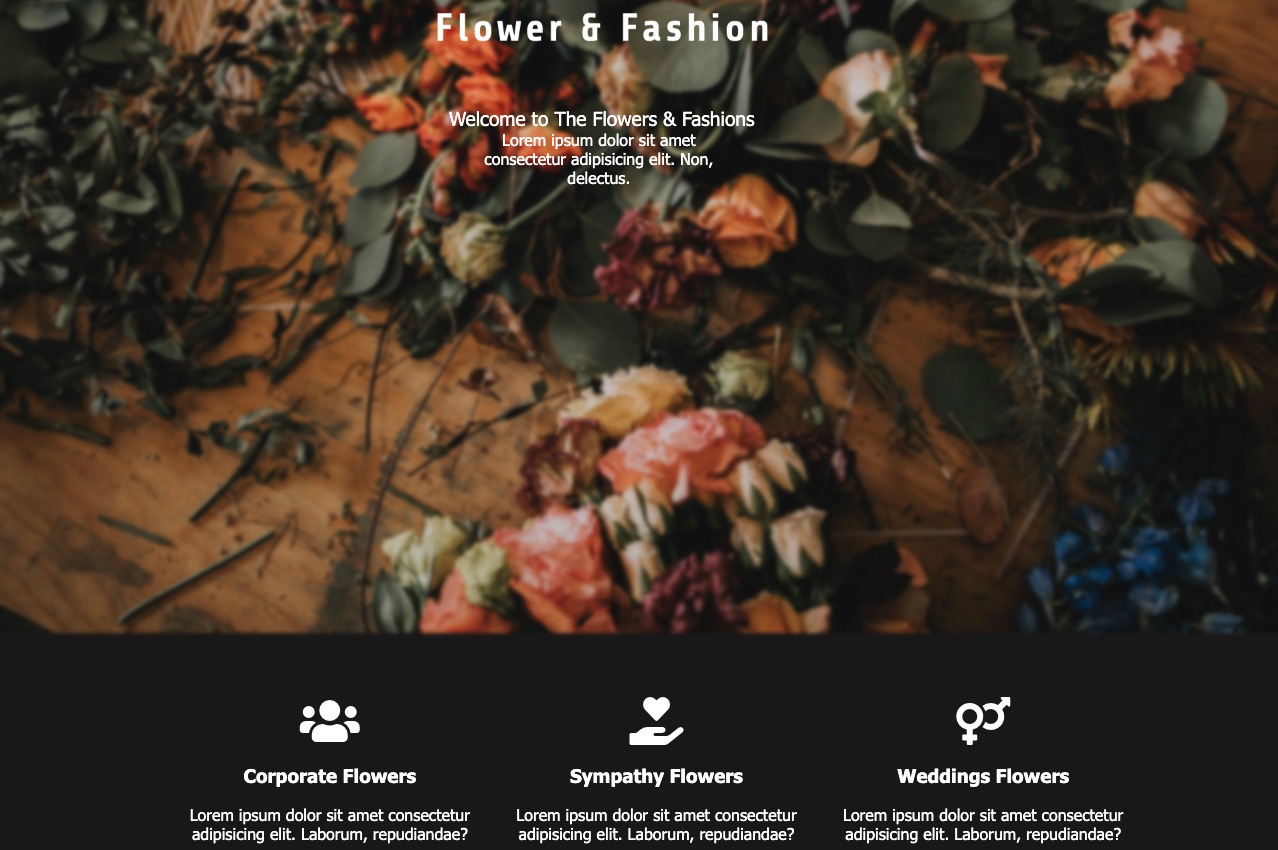 Flower & Fashion
Welcome to The Flowers & Fashions
Lorem ipsum dolor sit amet
consectetur adipisicing elit. Non,
delectus.
Corporate Flowers
Lorem ipsum dolor sit amet consectetur
adipisicing elit. Laborum, repudiandae?
Sympathy Flowers
Lorem ipsum dolor sit amet consectetur
adipisicing elit. Laborum, repudiandae?
Weddings Flowers
Lorem ipsum dolor sit amet consectetur
adipisicing elit. Laborum, repudiandae?